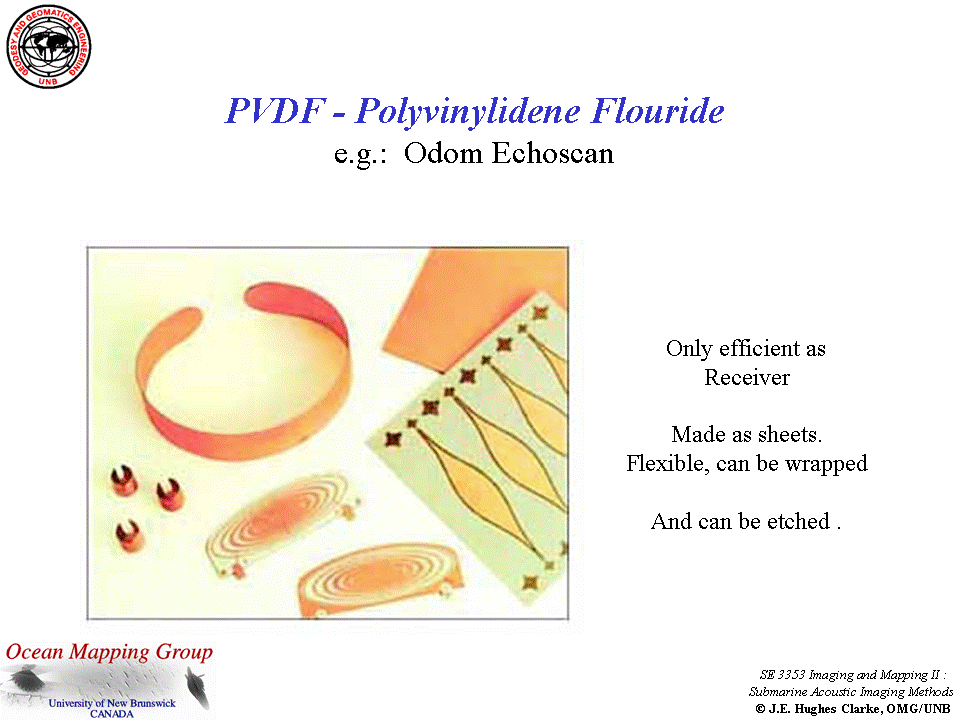 GEODESY AND GEOMATICS ENGINEERING
UNB
PVDF - Polyvinylidene Flouride
e.g.: Odom Echoscan
Only efficient as
Receiver
Made as sheets.
Flexible, can be wrapped
And can be etched .
Ocean Mapping Group
University of New Brunswick
CANADA
SE 3353 Imaging and Mapping II :
Submarine Acoustic Imaging Methods
© J.E. Hughes Clarke, OMG/UNB